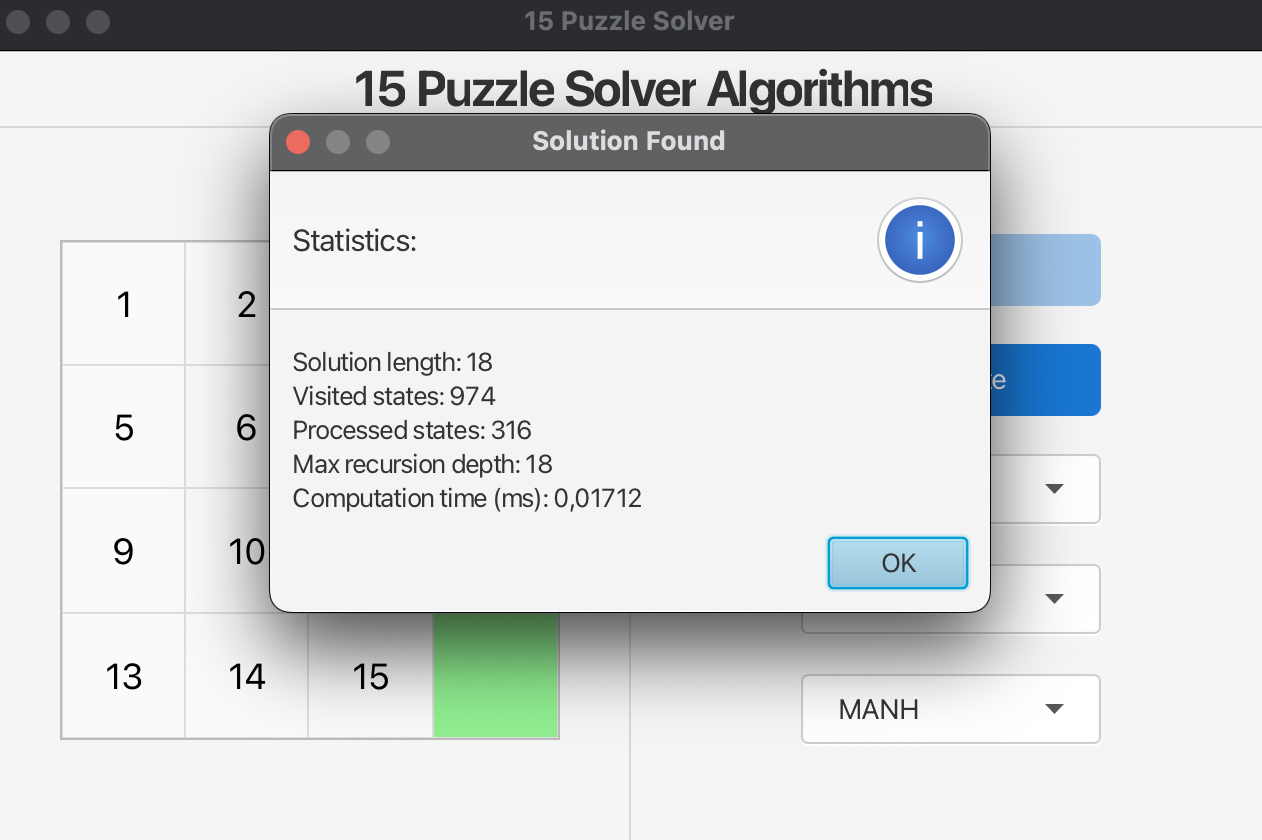 15 Puzzle Solver
15 Puzzle Solver Algorithms
Solution Found
Statistics:
Solution length: 18
Visited states: 974
Processed states: 316
Max recursion depth: 18
Computation time (ms): 0,01712
OK
1 2
5 6
9 10
13 14 15
MANH